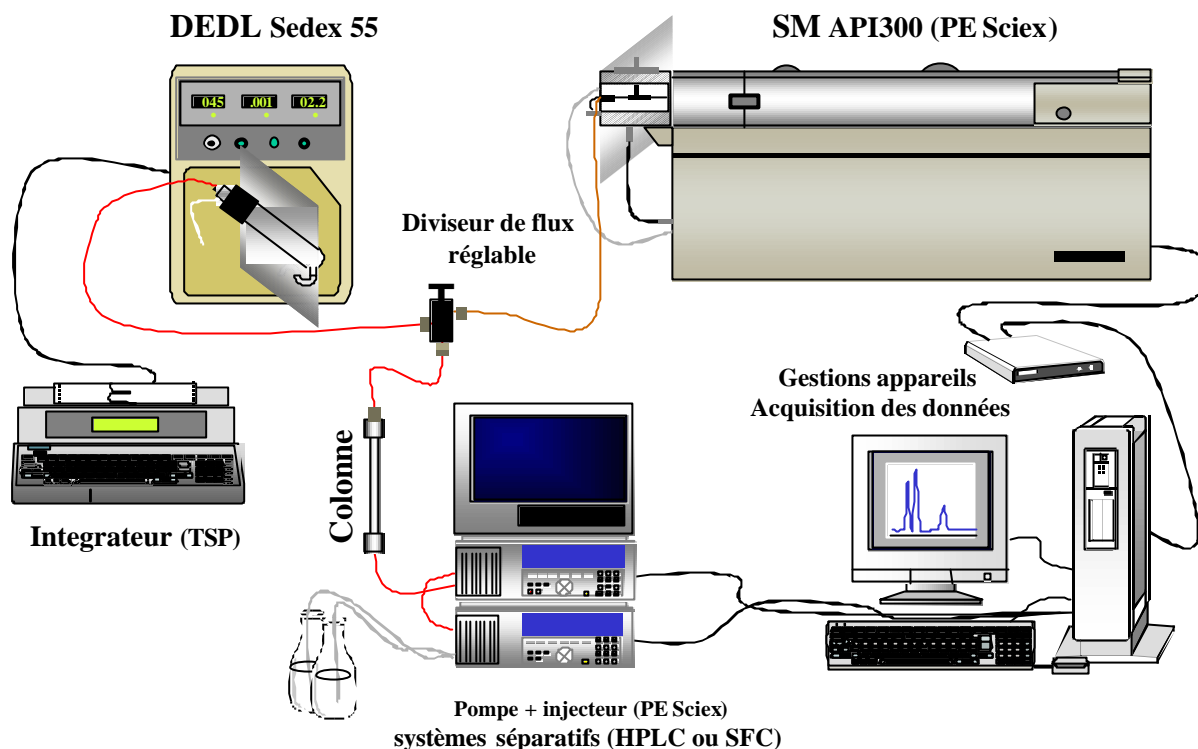 DEDL Sedex 55
SM API300 (PE Sciex)
045 .001 02.2
Diviseur de flux
réglable
Gestions appareils
Acquisition des données
Colonne
Integrateur (TSP)
Pompe + injecteur (PE Sciex)
systèmes séparatifs (HPLC ou SFC)